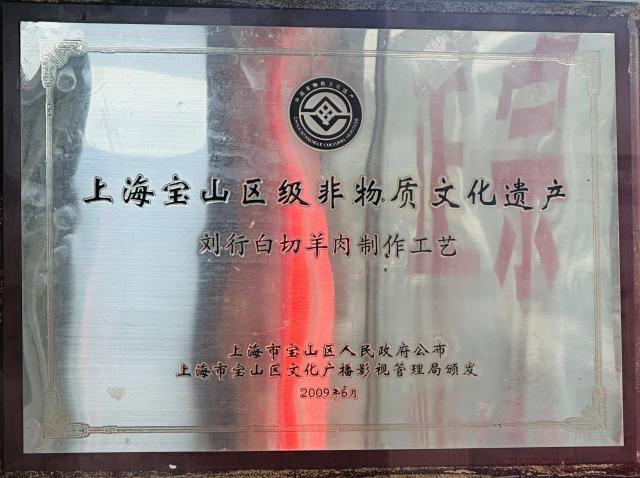 上海宝山区级非物质文化遗产
刘行白切羊肉制作工艺
上海市宝山区人民政府公布
上海市宝山区文化广播影视管理局颁发
2009年6月